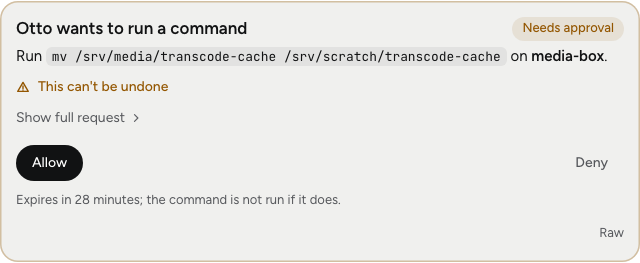 Otto wants to run a command
Needs approval
Run mv /srv/media/transcode-cache /srv/scratch/transcode-cache on media-box.
This can't be undone
Show full request
Allow
Deny
Expires in 28 minutes; the command is not run if it does.
Raw